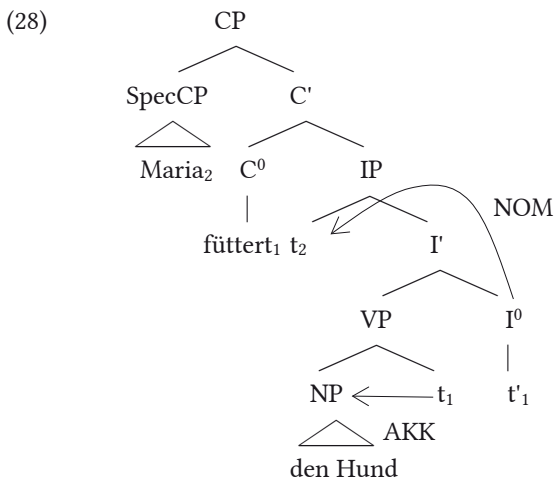 (28) CP
SpecCP C'
Maria₂ C⁰ IP
NOM
füttert₁ t₂ I'
VP I⁰
NP t₁ t'₁
AKK
den Hund